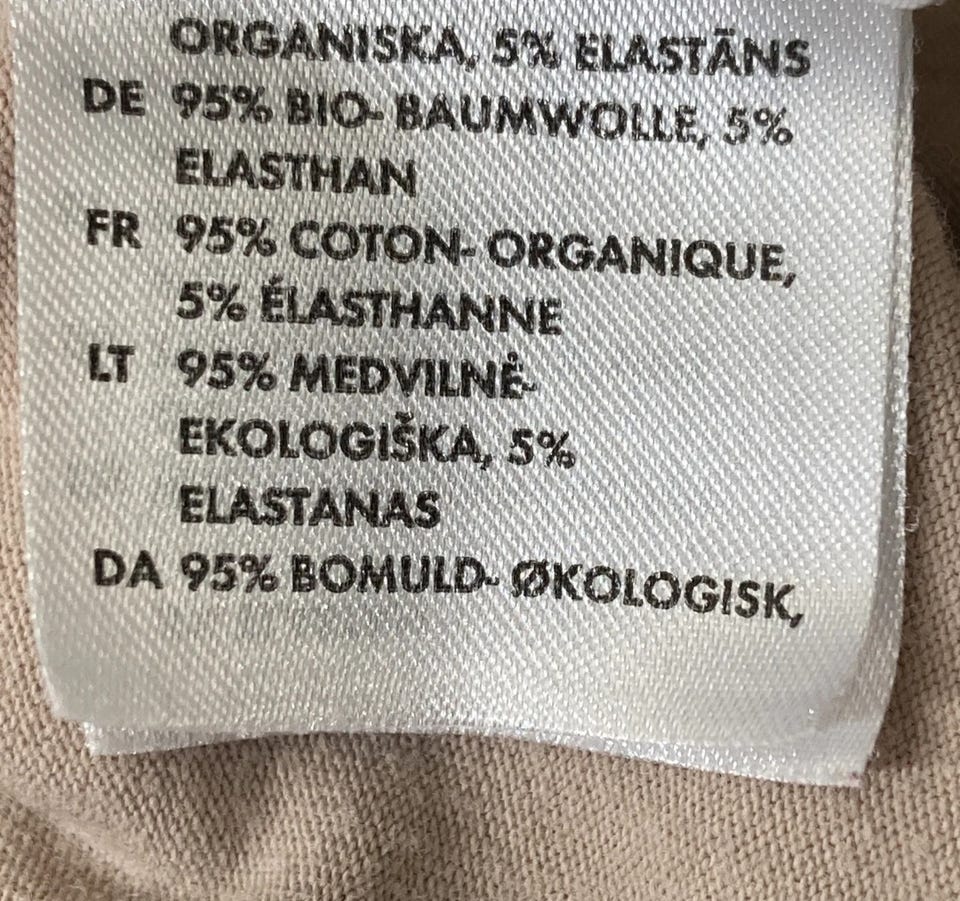 ORGANISKA, 5% ELASTĀNS
DE 95% BIO- BAUMWOLLE, 5%
ELASTHAN
FR 95% COTON- ORGANIQUE,
5% ÉLASTHANNE
LT 95% MEDVILNĖ-
EKOLOGIŠKA, 5%
ELASTANAS
DA 95% BOMULD- ØKOLOGISK,